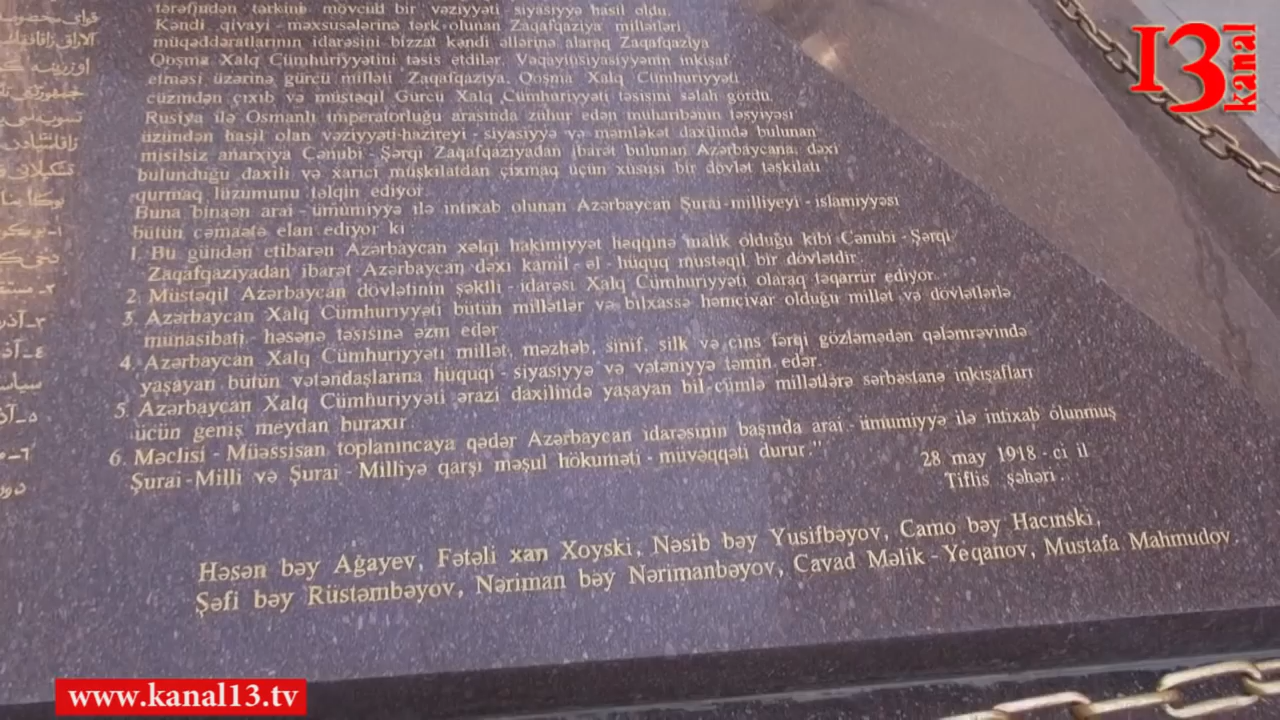 tərəfindən tərkinə mövcud bir vəziyyəti siyasiyyə hasil oldu.
Kəndi qivayi - məxsusələrinə tərk olunan Zaqafqaziya millətləri
müqəddəratlarının idarəsini bizzat kəndi əllərinə alaraq Zaqafqaziya
Qoşma Xalq Cümhuriyyətini təsis etdilər. Vəqayinsiyasiyyənin inkişaf
etməsi üzərinə gürcü milləti Zaqafqaziya, Qoşma Xalq Cümhuriyyəti
cüzmdən çıxıb və müstəqil Gürcü Xalq Cümhuriyyəti təsisini səlah gördü.
Rusiya ilə Osmanlı imperatorluğu arasında zühur edən müharibənin
üzündən hasil olan vəziyyəti-hazireyi - siyasiyyə və məmləkət daxilində bulunan
misilsiz anarxiya Cənubi - Şərqi Zaqafqaziyadan ibarət bulunan Azərbaycana dəxi
bulunduğu daxili və xarici müşkilatdan çıxmaq üçün xüsusi bir dövlət təşkilatı
qurmaq lüzumunu təlqin ediyor.
Buna binaən arai - ümumiyyə ilə intixab olunan Azərbaycan Şurai-milliyeyi - islamiyyəsi
bütün cəmaətə elan ediyor ki :
1. Bu gündən etibarən Azərbaycan xəlqi hakimiyyət həqqinə malik olduğu kibi Cənubi - Şərqi
Zaqafqaziyadan ibarət Azərbaycan dəxi kamil - əl - hüquq müstəqil bir dövlətdir.
2. Müstəqil Azərbaycan dövlətinin şəkili - idarəsi Xalq Cümhuriyyəti olaraq təqərrür ediyor.
3. Azərbaycan Xalq Cümhuriyyəti bütün millətlər və bilxassə həmcivar olduğu millət və dövlətlərlə
münasibati - həsənə təsisinə əzm edər.
4. Azərbaycan Xalq Cümhuriyyəti millət, məzhəb, sinif, silk və cins fərqi gözləmədən qələmrəvində
yaşayan bütün vətəndaşlarına hüquqi - siyasiyyə və vətəniyyə təmin edər.
5. Azərbaycan Xalq Cümhuriyyəti ərazi daxilində yaşayan bil-cümlə millətlərə sərbəstanə inkişafları
üçün geniş meydan buraxır.
6. Məclisi - Müəssisan toplanıncaya qədər Azərbaycan idarəsinin başında arai - ümumiyyə ilə intixab olunmuş
Şurai-Milli və Şurai - Milliyə qarşı məşul hökuməti - müvəqqəti durur."
28 may 1918 - ci il
Tiflis şəhəri.
Həsən bəy Ağayev, Fətəli xan Xoyski, Nəsib bəy Yusifbəyov, Camo bəy Hacınski,
Şəfi bəy Rüstəmbəyov, Nəriman bəy Nərimanbəyov, Cavad Məlik - Yeqanov, Mustafa Mahmudov.
13 kanal
www.kanal13.tv